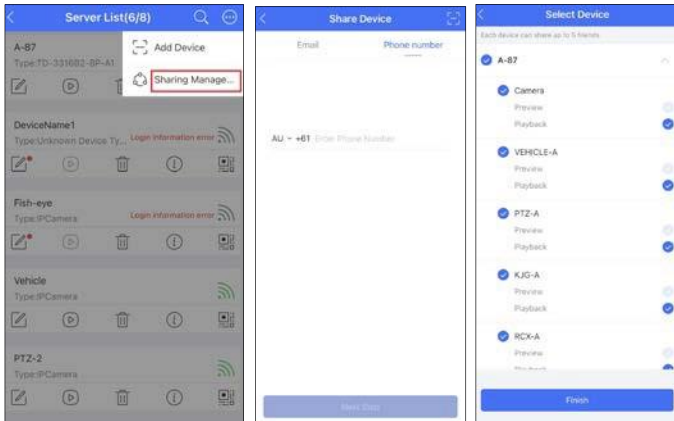 Server List(6/8)
Add Device
Sharing Manage...
A-87
Type:TD-3316B2-8P-A1
DeviceName1
Type:Unknown Device Ty...
Login information error
Fish-eye
Type:IPCamera
Login information error
Vehicle
Type:IPCamera
PTZ-2
Type:IPCamera
Share Device
Email
Phone number
AU - +61 Enter Phone Number
Next Step
Select Device
Each device can share up to 5 friends
A-87
Camera
Preview
Playback
VEHICLE-A
Preview
Playback
PTZ-A
Preview
Playback
KJG-A
Preview
Playback
RCX-A
Preview
Playback
Finish